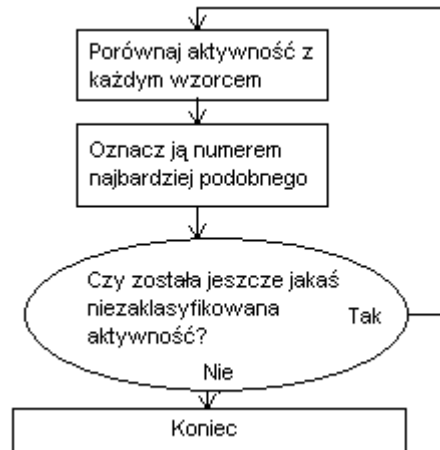 Porównaj aktywność z
każdym wzorcem
Oznacz ją numerem
najbardziej podobnego
Czy została jeszcze jakaś
niezaklasyfikowana
aktywność?
Tak
Nie
Koniec